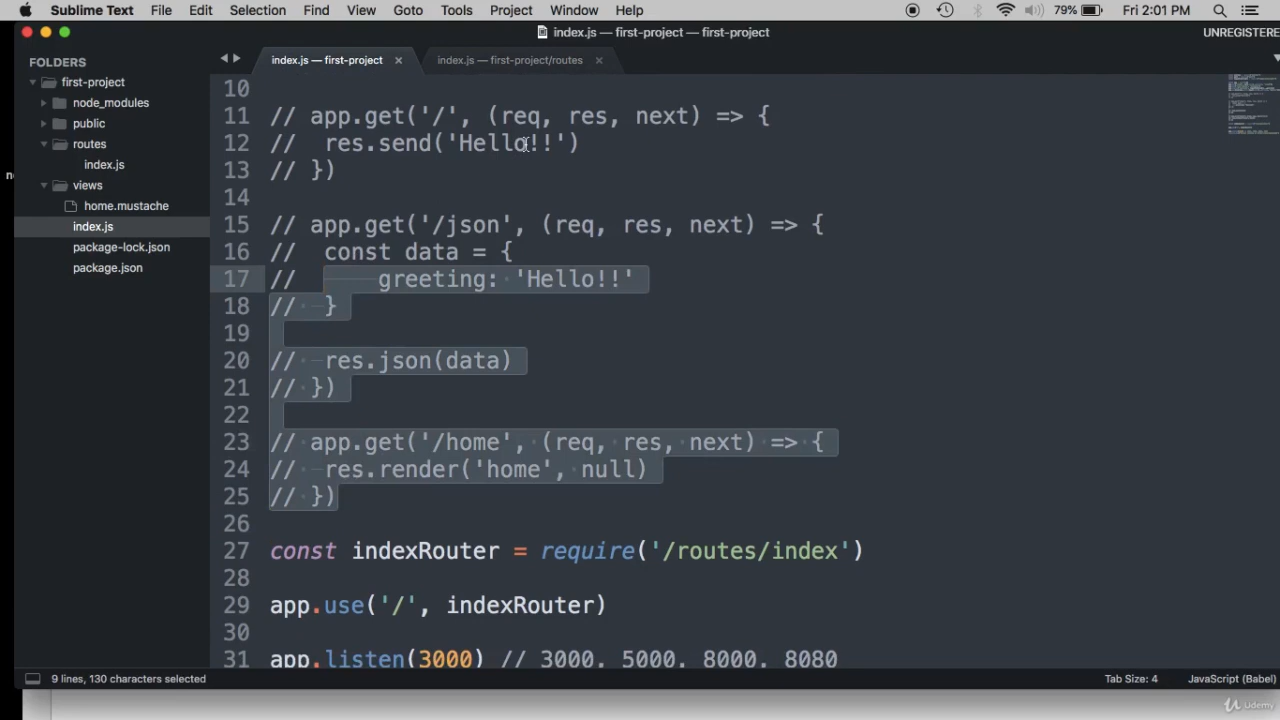 Sublime Text File Edit Selection Find View Goto Tools Project Window Help 79% Fri 2:01 PM
index.js — first-project — first-project UNREGISTERE
FOLDERS
first-project
node_modules
public
routes
index.js
views
home.mustache
index.js
package-lock.json
package.json
index.js — first-project × index.js — first-project/routes ×
10
11 // app.get('/', (req, res, next) => {
12 // res.send('Hello!!')
13 // })
14
15 // app.get('/json', (req, res, next) => {
16 // const data = {
17 // greeting: 'Hello!!'
18 // }
19
20 // res.json(data)
21 // })
22
23 // app.get('/home', (req, res, next) => {
24 // res.render('home', null)
25 // })
26
27 const indexRouter = require('/routes/index')
28
29 app.use('/', indexRouter)
30
31 app.listen(3000) // 3000, 5000, 8000, 8080
9 lines, 130 characters selected Tab Size: 4 JavaScript (Babel)
Udemy